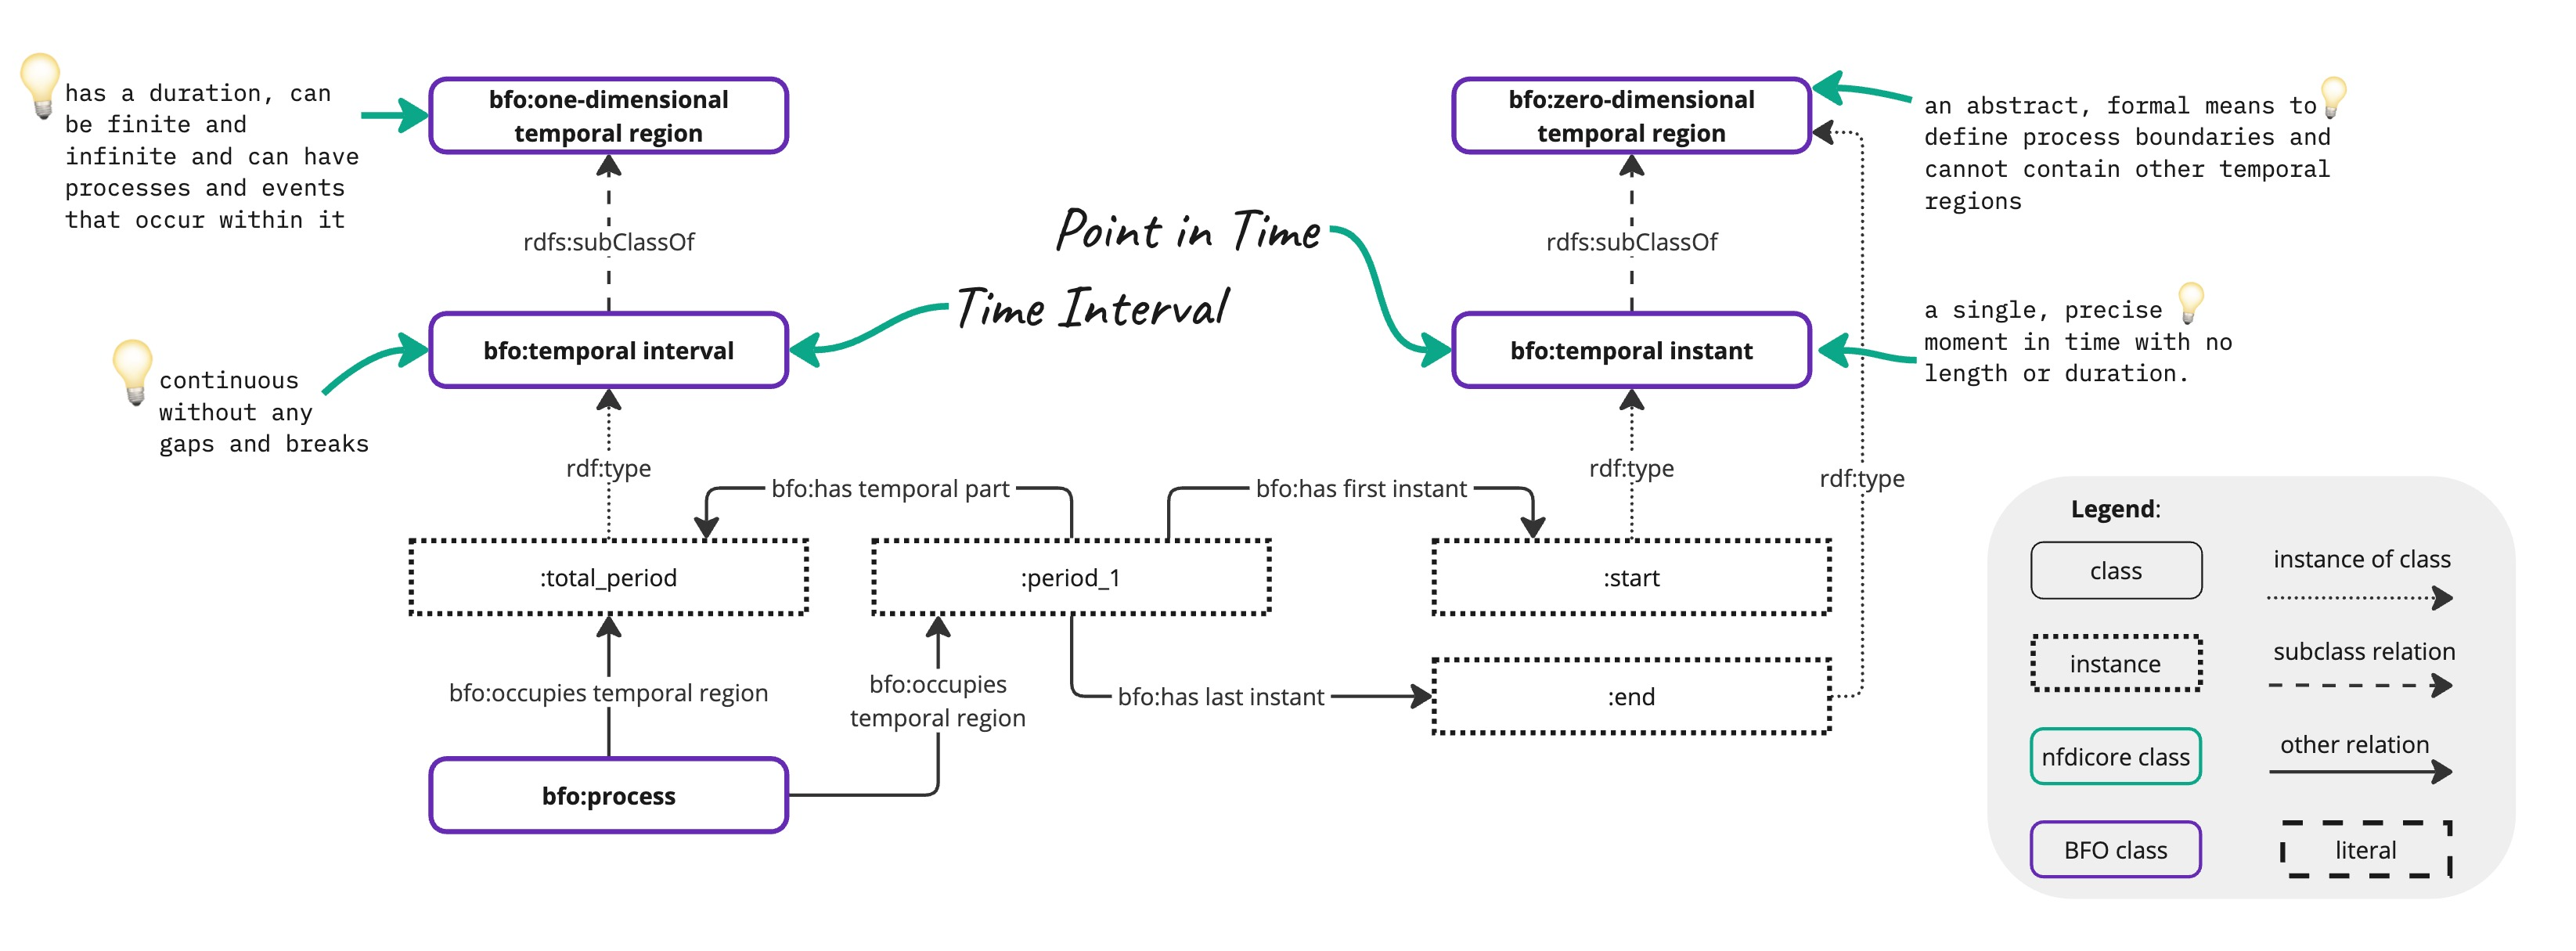 has a duration, can
be finite and
infinite and can have
processes and events
that occur within it
bfo:one-dimensional
temporal region
bfo:zero-dimensional
temporal region
an abstract, formal means to
define process boundaries and
cannot contain other temporal
regions
rdfs:subClassOf
Point in Time
rdfs:subClassOf
Time Interval
continuous
without any
gaps and breaks
bfo:temporal interval
bfo:temporal instant
a single, precise
moment in time with no
length or duration.
rdf:type
bfo:has temporal part
bfo:has first instant
rdf:type
rdf:type
:total_period
:period_1
:start
bfo:occupies temporal region
bfo:occupies
temporal region
bfo:has last instant
:end
bfo:process
Legend:
class
instance of class
instance
subclass relation
nfdicore class
other relation
BFO class
literal